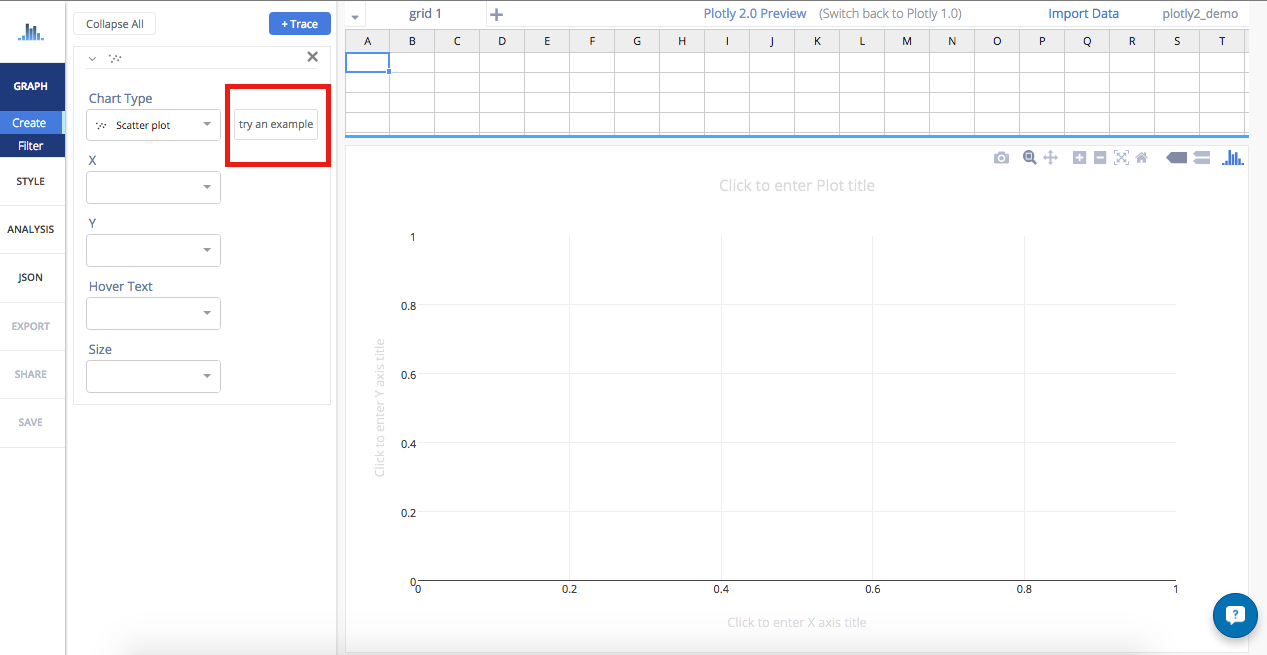 Collapse All
+ Trace
GRAPH
Create
Filter
STYLE
ANALYSIS
JSON
EXPORT
SHARE
SAVE
Chart Type
Scatter plot
try an example
X
Y
Hover Text
Size
grid 1
Plotly 2.0 Preview (Switch back to Plotly 1.0)
Import Data
plotly2_demo
A B C D E F G H I J K L M N O P Q R S T
Click to enter Plot title
Click to enter Y axis title
1
0.8
0.6
0.4
0.2
0
0 0.2 0.4 0.6 0.8 1
Click to enter X axis title
?